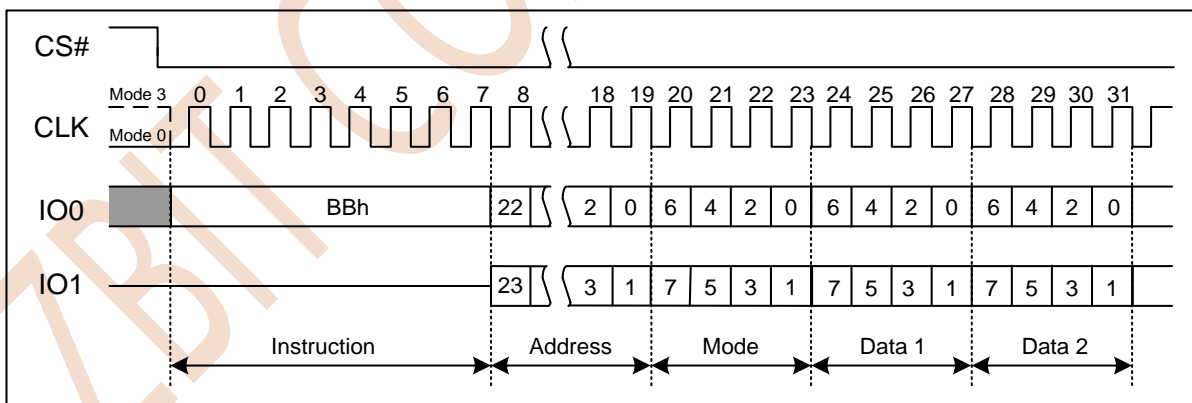 CS#
Mode 3 0 1 2 3 4 5 6 7 8 18 19 20 21 22 23 24 25 26 27 28 29 30 31
CLK
Mode 0
IO0 BBh 22 2 0 6 4 2 0 6 4 2 0 6 4 2 0
IO1 23 3 1 7 5 3 1 7 5 3 1 7 5 3 1
Instruction Address Mode Data 1 Data 2
ZBIT CO